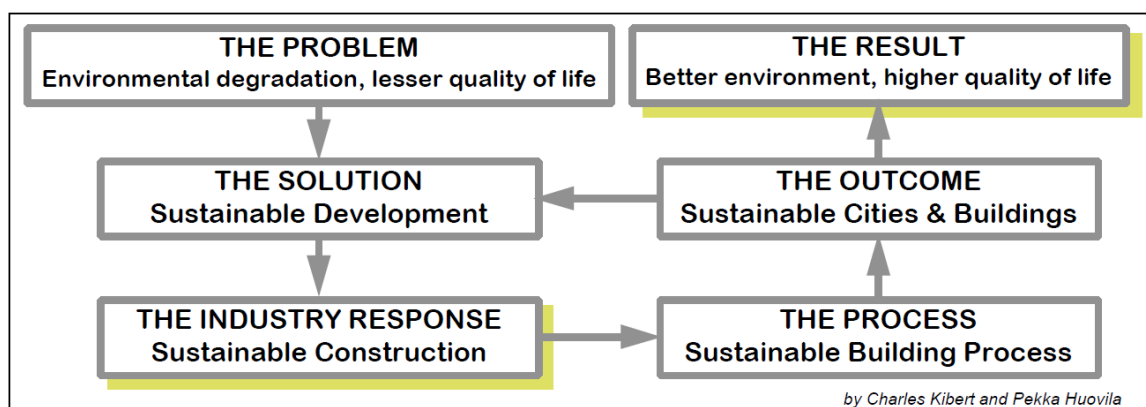 THE PROBLEM
Environmental degradation, lesser quality of life
THE RESULT
Better environment, higher quality of life
THE SOLUTION
Sustainable Development
THE OUTCOME
Sustainable Cities & Buildings
THE INDUSTRY RESPONSE
Sustainable Construction
THE PROCESS
Sustainable Building Process
by Charles Kibert and Pekka Huovila